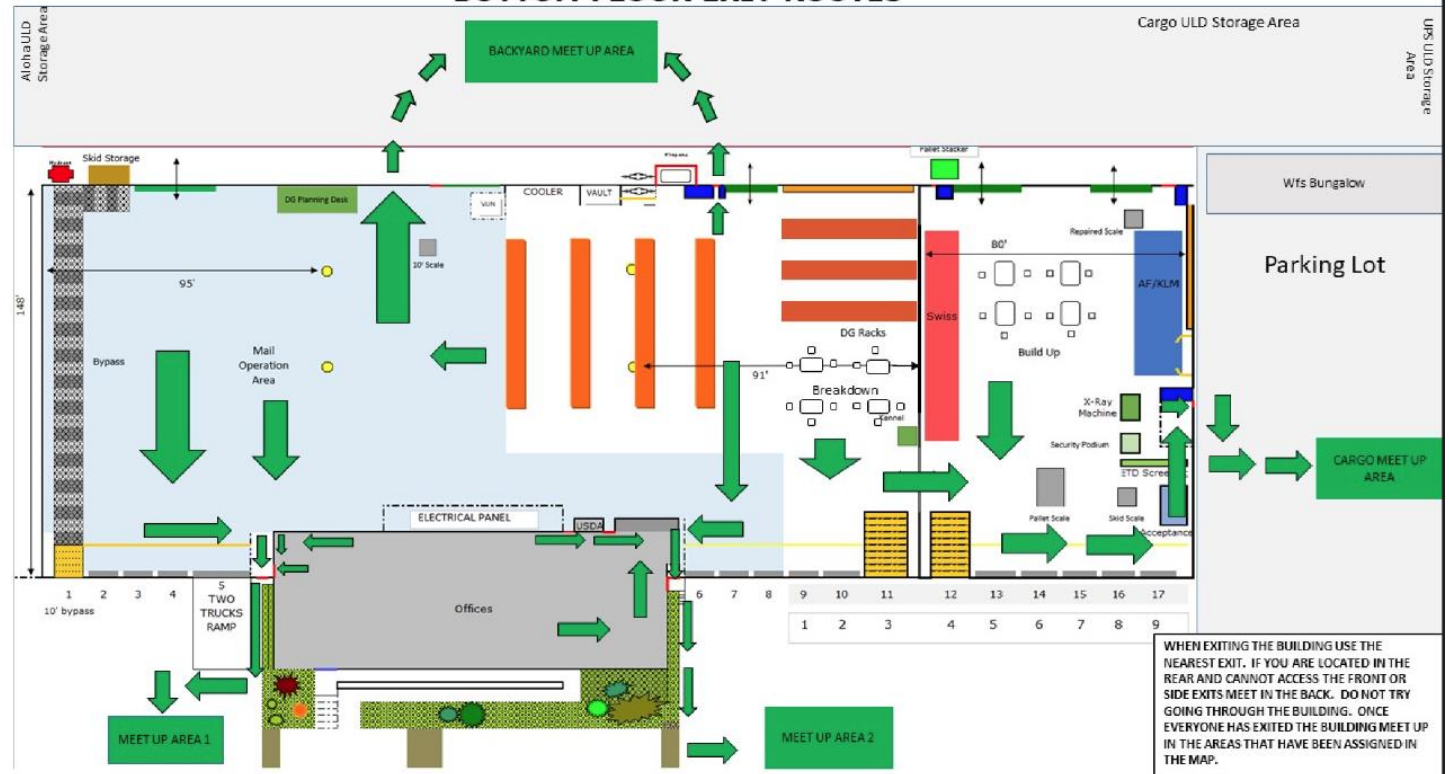 BOTTOM FLOOR EXIT ROUTES
Aloha ULD
Storage Area
BACKYARD MEET UP AREA
Cargo ULD Storage Area
UPS ULD Storage
Area
Skid Storage
Pallet Stacker
Wfs Bungalow
DG Planning Desk
COOLER
VAULT
10' Scale
Repaired Scale
80'
95'
148'
Parking Lot
AF/KLM
Swiss
DG Racks
Build Up
Bypass
Mail
Operation
Area
91'
Breakdown
Kennel
X-Ray
Machine
Security Podium
CARGO MEET UP
AREA
Pallet Scale
Skid Scale
Acceptance
ELECTRICAL PANEL
USDA
Offices
1 2 3 4 5 6 7 8 9 10 11 12 13 14 15 16 17
10' bypass
TWO
TRUCKS
RAMP
1 2 3 4 5 6 7 8 9
WHEN EXITING THE BUILDING USE THE
NEAREST EXIT. IF YOU ARE LOCATED IN THE
REAR AND CANNOT ACCESS THE FRONT OR
SIDE EXITS MEET IN THE BACK. DO NOT TRY
GOING THROUGH THE BUILDING. ONCE
EVERYONE HAS EXITED THE BUILDING MEET UP
IN THE AREAS THAT HAVE BEEN ASSIGNED IN
THE MAP.
MEET UP AREA 1
MEET UP AREA 2